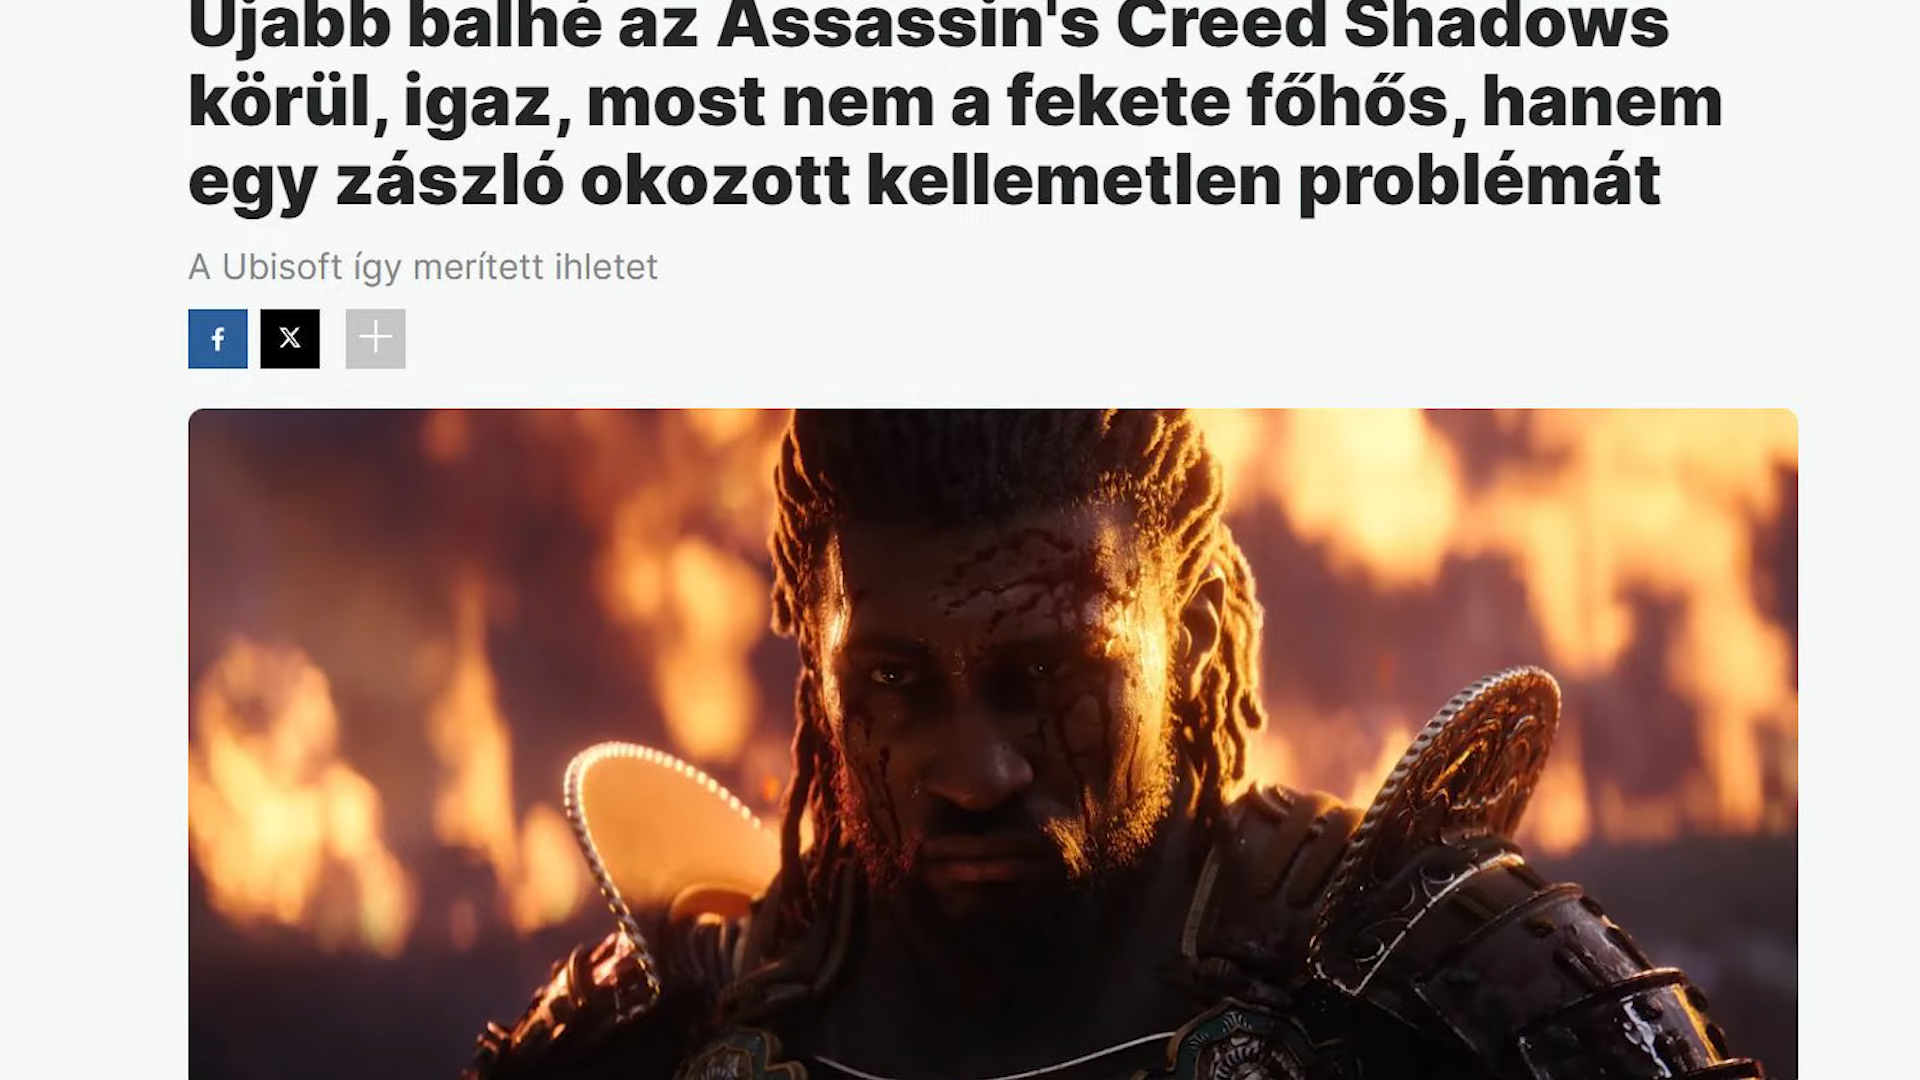 Újabb balhé az Assassin's Creed Shadows
körül, igaz, most nem a fekete főhős, hanem
egy zászló okozott kellemetlen problémát
A Ubisoft így merített ihletet